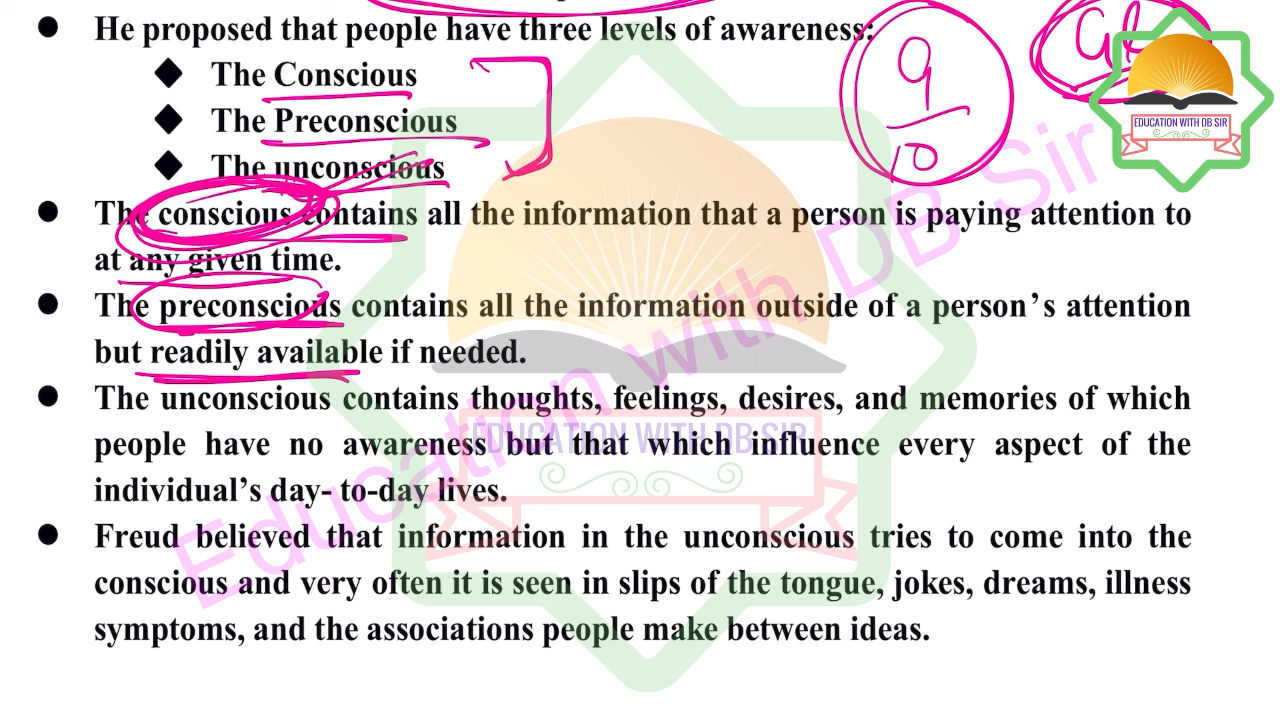 ● He proposed that people have three levels of awareness:
◆ The Conscious
◆ The Preconscious
◆ The unconscious
● The conscious contains all the information that a person is paying attention to
at any given time.
● The preconscious contains all the information outside of a person's attention
but readily available if needed.
● The unconscious contains thoughts, feelings, desires, and memories of which
people have no awareness but that which influence every aspect of the
individual's day- to-day lives.
● Freud believed that information in the unconscious tries to come into the
conscious and very often it is seen in slips of the tongue, jokes, dreams, illness
symptoms, and the associations people make between ideas.
9
10
EDUCATION WITH DB SIR
EDUCATION WITH DB SIR
Education with DB Sir